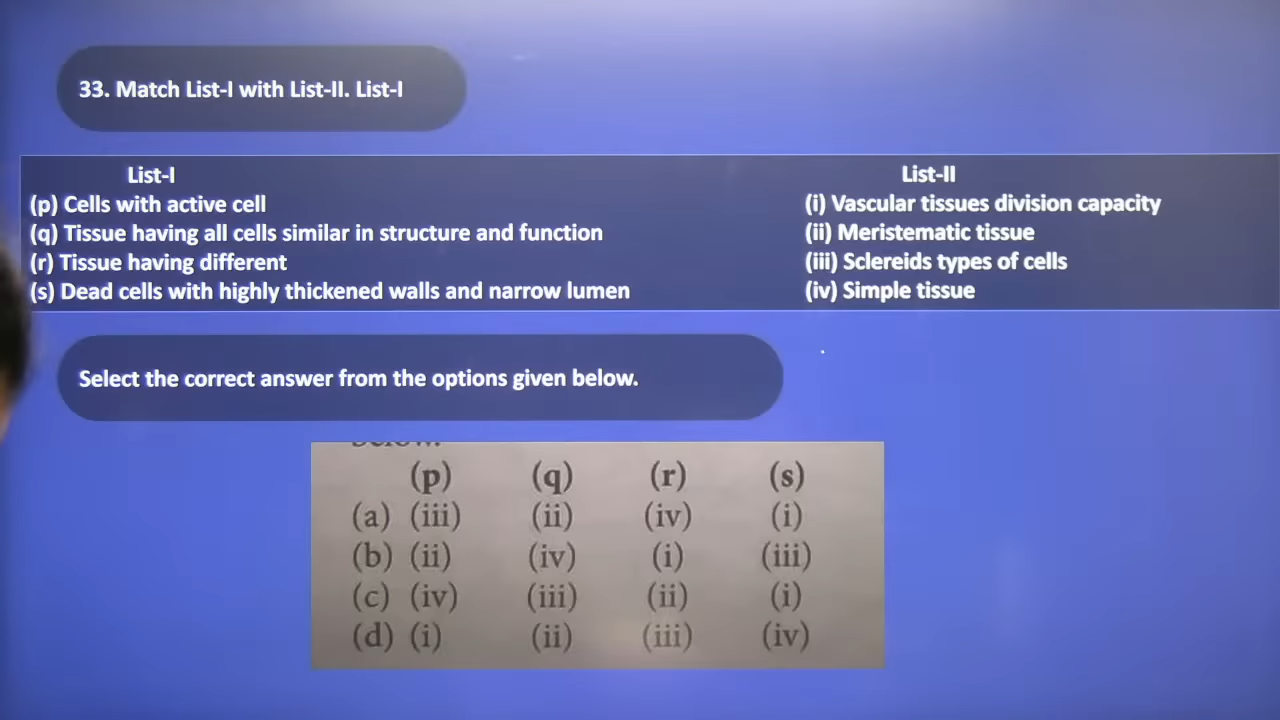 33. Match List-I with List-II. List-I
List-I List-II
(p) Cells with active cell (i) Vascular tissues division capacity
(q) Tissue having all cells similar in structure and function (ii) Meristematic tissue
(r) Tissue having different (iii) Sclereids types of cells
(s) Dead cells with highly thickened walls and narrow lumen (iv) Simple tissue
Select the correct answer from the options given below.
below.
(p) (q) (r) (s)
(a) (iii) (ii) (iv) (i)
(b) (ii) (iv) (i) (iii)
(c) (iv) (iii) (ii) (i)
(d) (i) (ii) (iii) (iv)